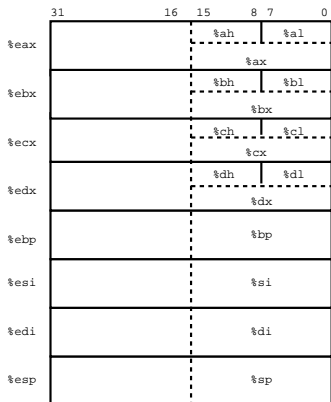 31 16 15 8 7 0
%ah %al
%eax
%ax
%bh %bl
%ebx
%bx
%ch %cl
%ecx
%cx
%dh %dl
%edx
%dx
%ebp %bp
%esi %si
%edi %di
%esp %sp